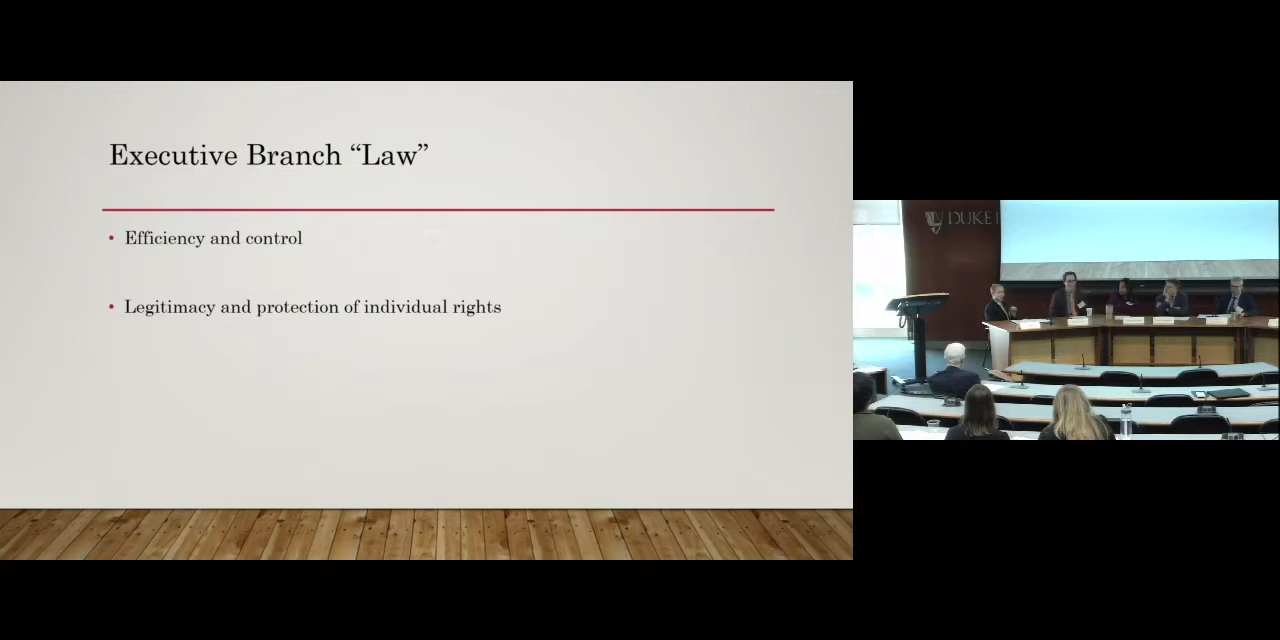 Executive Branch “Law”
• Efficiency and control
• Legitimacy and protection of individual rights
DUKE